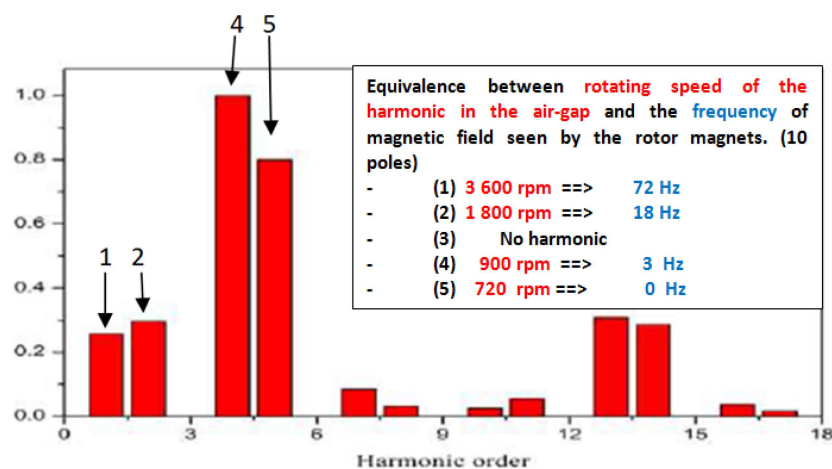 4
5
1.0
0.8
0.6
0.4
0.2
0.0
1
2
Equivalence between rotating speed of the
harmonic in the air-gap and the frequency of
magnetic field seen by the rotor magnets. (10
poles)
- (1) 3 600 rpm ==> 72 Hz
- (2) 1 800 rpm ==> 18 Hz
- (3) No harmonic
- (4) 900 rpm ==> 3 Hz
- (5) 720 rpm ==> 0 Hz
0 3 6 9 12 15 18
Harmonic order